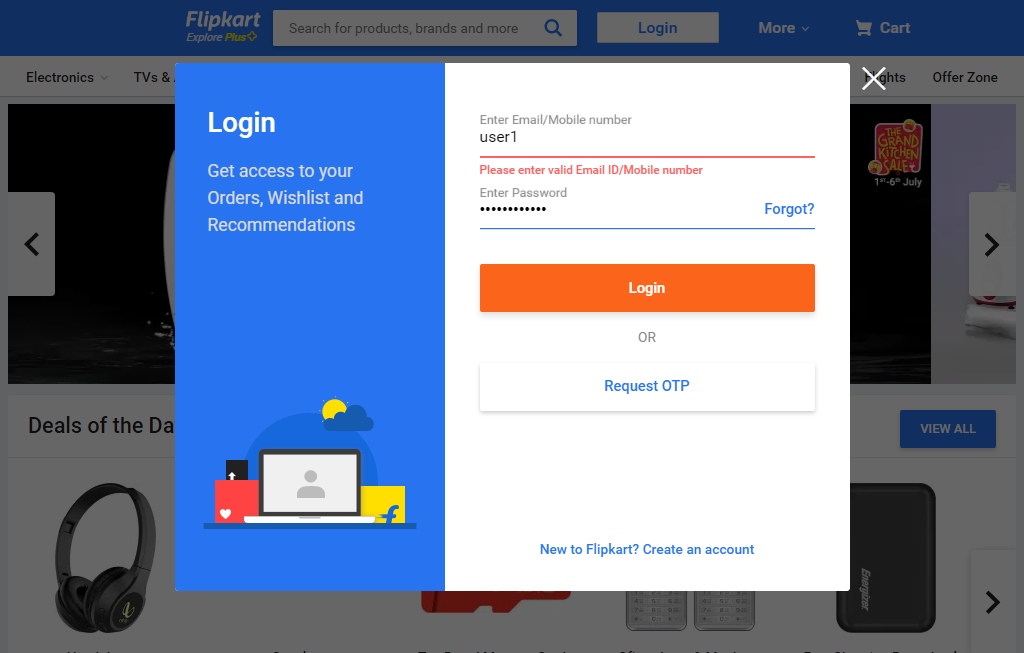 Flipkart
Explore Plus
Search for products, brands and more
Login
More
Cart
Electronics
TVs &
Flights
Offer Zone
Login
Get access to your
Orders, Wishlist and
Recommendations
Enter Email/Mobile number
user1
Please enter valid Email ID/Mobile number
Enter Password
Forgot?
Login
OR
Request OTP
New to Flipkart? Create an account
THE
GRAND
KITCHEN
SALE
1ST-6th July
Deals of the Da
VIEW ALL
Energizer